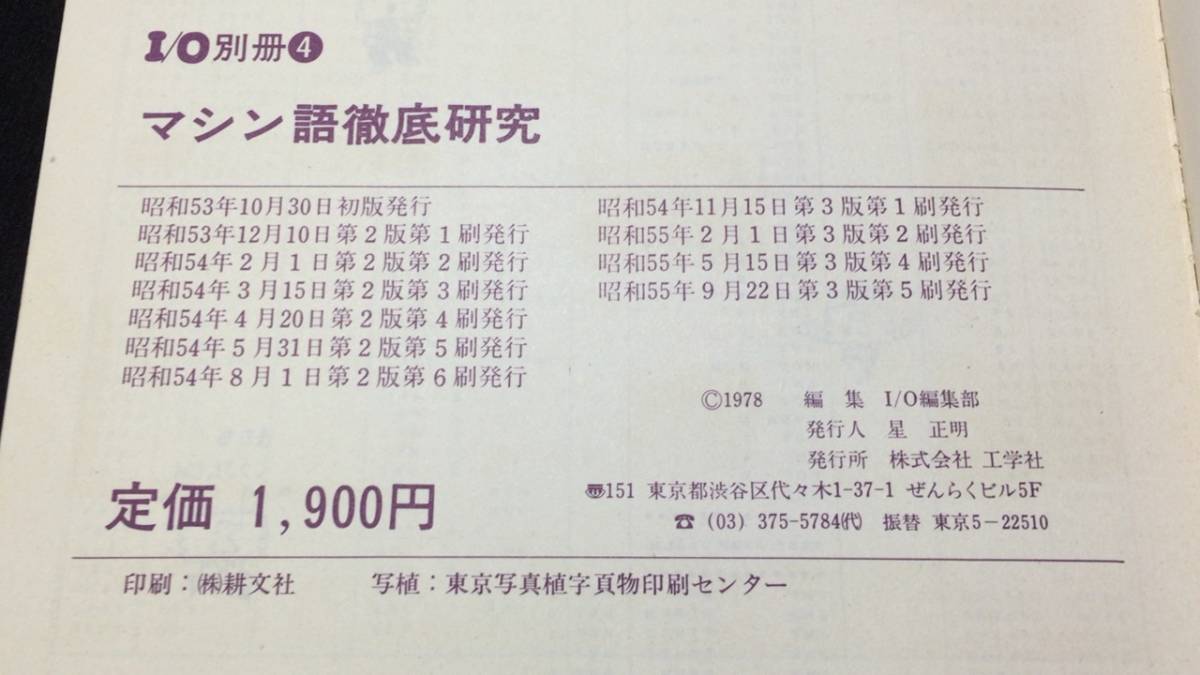 I/O別冊❹
マシン語徹底研究
昭和53年10月30日初版発行
昭和53年12月10日第2版第1刷発行
昭和54年2月1日第2版第2刷発行
昭和54年3月15日第2版第3刷発行
昭和54年4月20日第2版第4刷発行
昭和54年5月31日第2版第5刷発行
昭和54年8月1日第2版第6刷発行
昭和54年11月15日第3版第1刷発行
昭和55年2月1日第3版第2刷発行
昭和55年5月15日第3版第4刷発行
昭和55年9月22日第3版第5刷発行
©1978 編集 I/O編集部
発行人 星 正明
発行所 株式会社 工学社
〠151 東京都渋谷区代々木1-37-1 ぜんらくビル5F
☎ (03) 375-5784㈹ 振替 東京5-22510
定価 1,900円
印刷:㈱耕文社 写植:東京写真植字頁物印刷センター